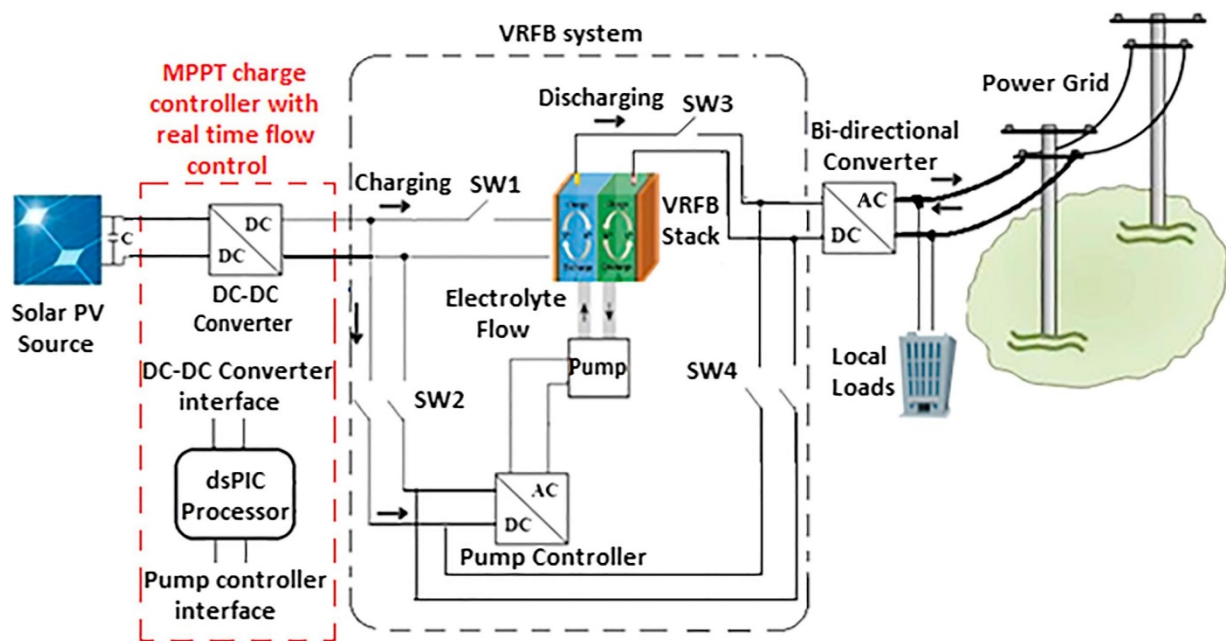 VRFB system
MPPT charge
controller with
real time flow
control
Discharging
SW3
Power Grid
Bi-directional
Converter
Charging
SW1
VRFB
Stack
C
DC
DC
AC
DC
Solar PV
Source
DC-DC
Converter
Electrolyte
Flow
Pump
DC-DC Converter
interface
SW2
SW4
Local
Loads
dsPIC
Processor
AC
DC
Pump Controller
Pump controller
interface